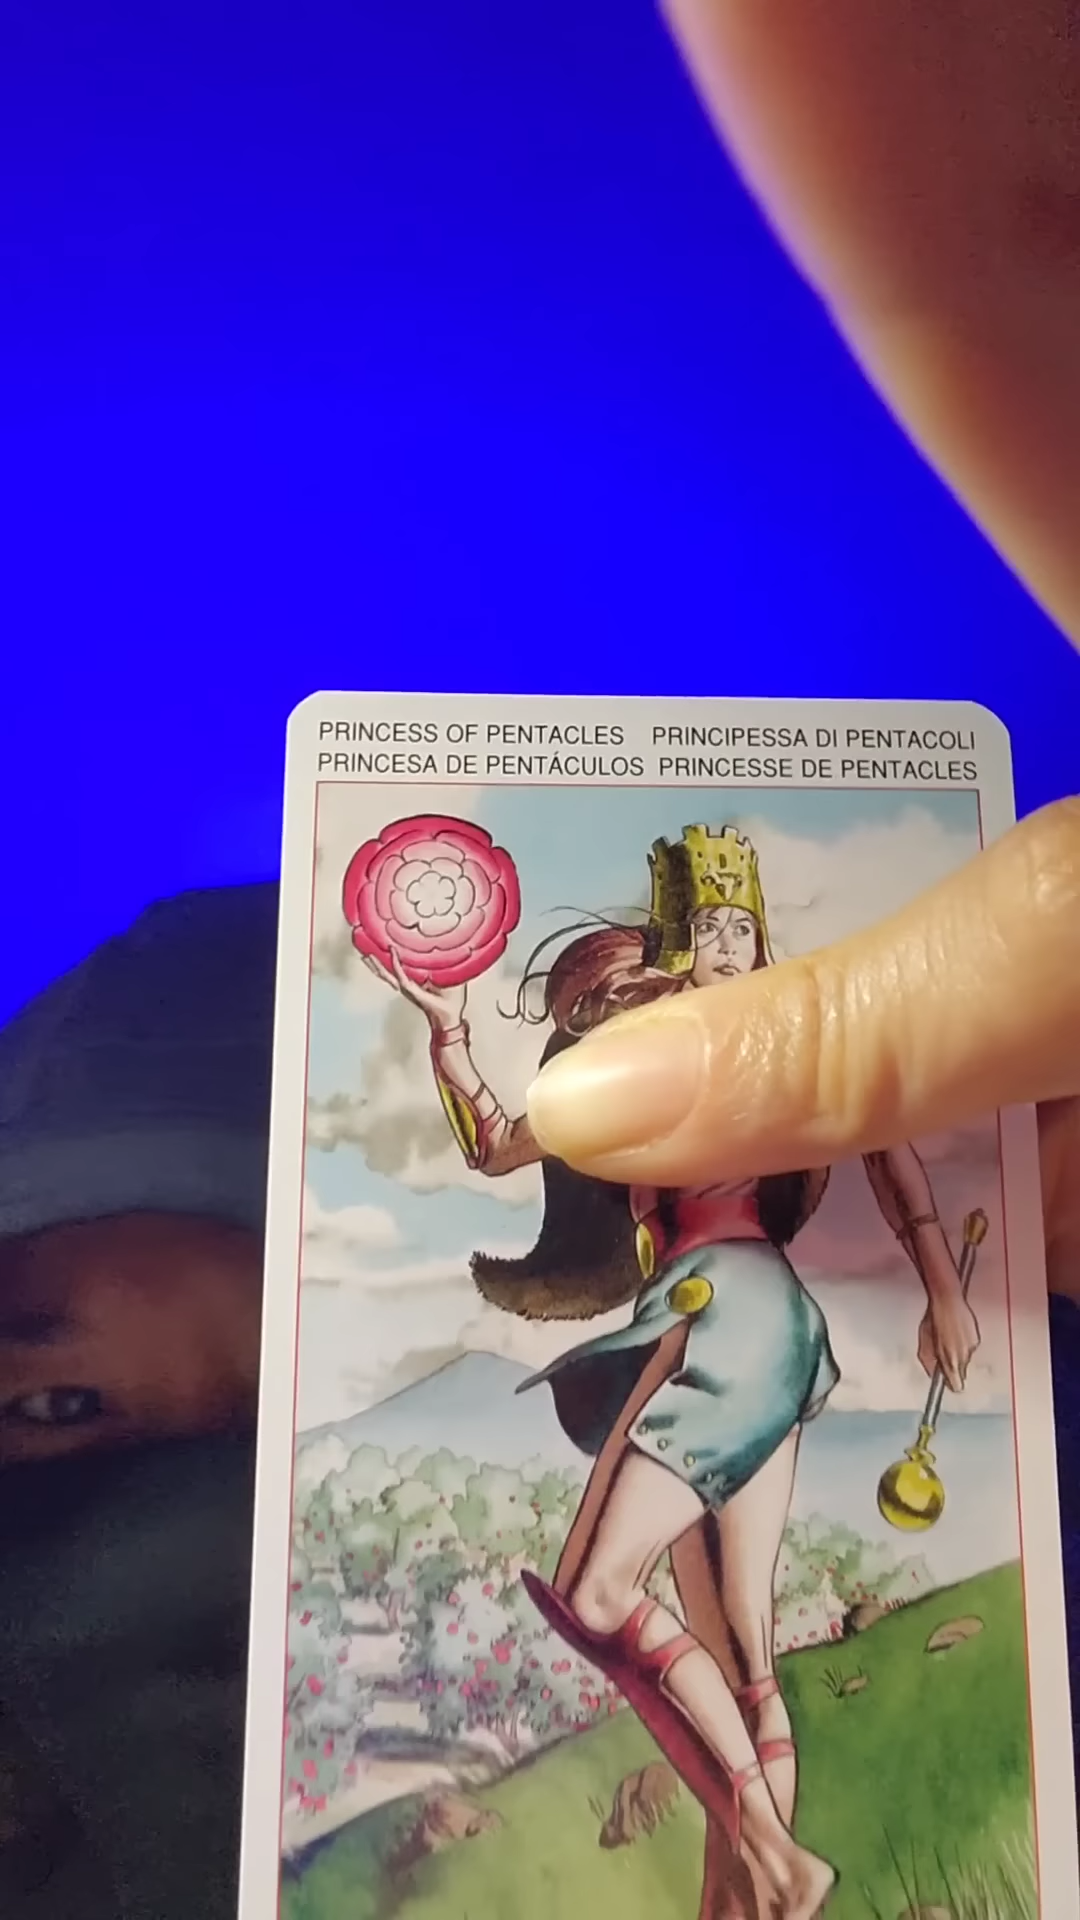 PRINCESS OF PENTACLES PRINCIPESSA DI PENTACOLI
PRINCESA DE PENTÁCULOS PRINCESSE DE PENTACLES